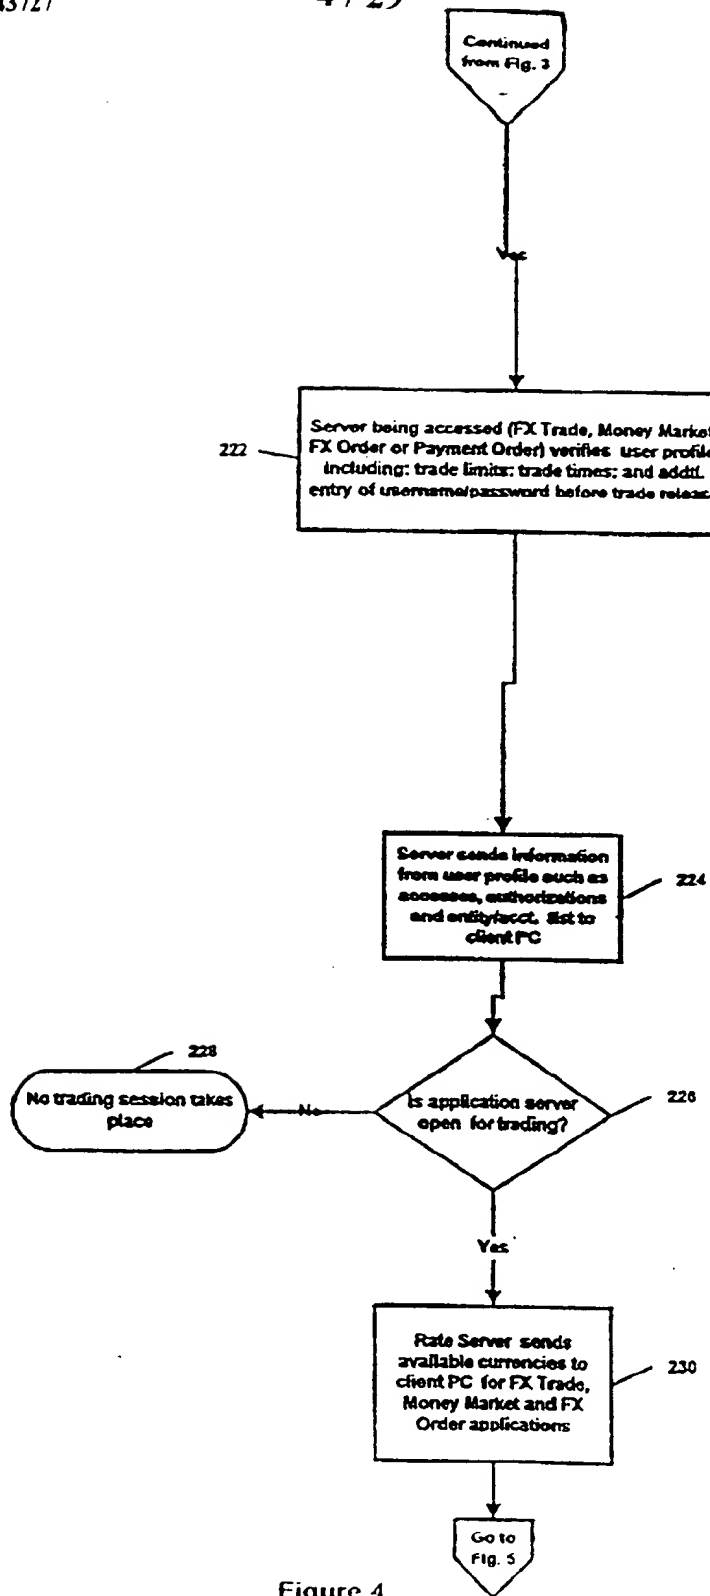 4 / 29
Continued
from Fig. 3
Yes
222
Server being accessed (FX Trade, Money Market
FX Order or Payment Order) verifies user profile
including: trade limits; trade times; and addtl.
entry of username/password before trade releas
Server sends information
from user profile such as
accesses, authorizations
and entity/acct. list to
client PC
224
228
No trading session takes
place
No
Is application server
open for trading?
226
Yes
Rate Server sends
available currencies to
client PC for FX Trade,
Money Market and FX
Order applications
230
Go to
Fig. 5
Figure 4